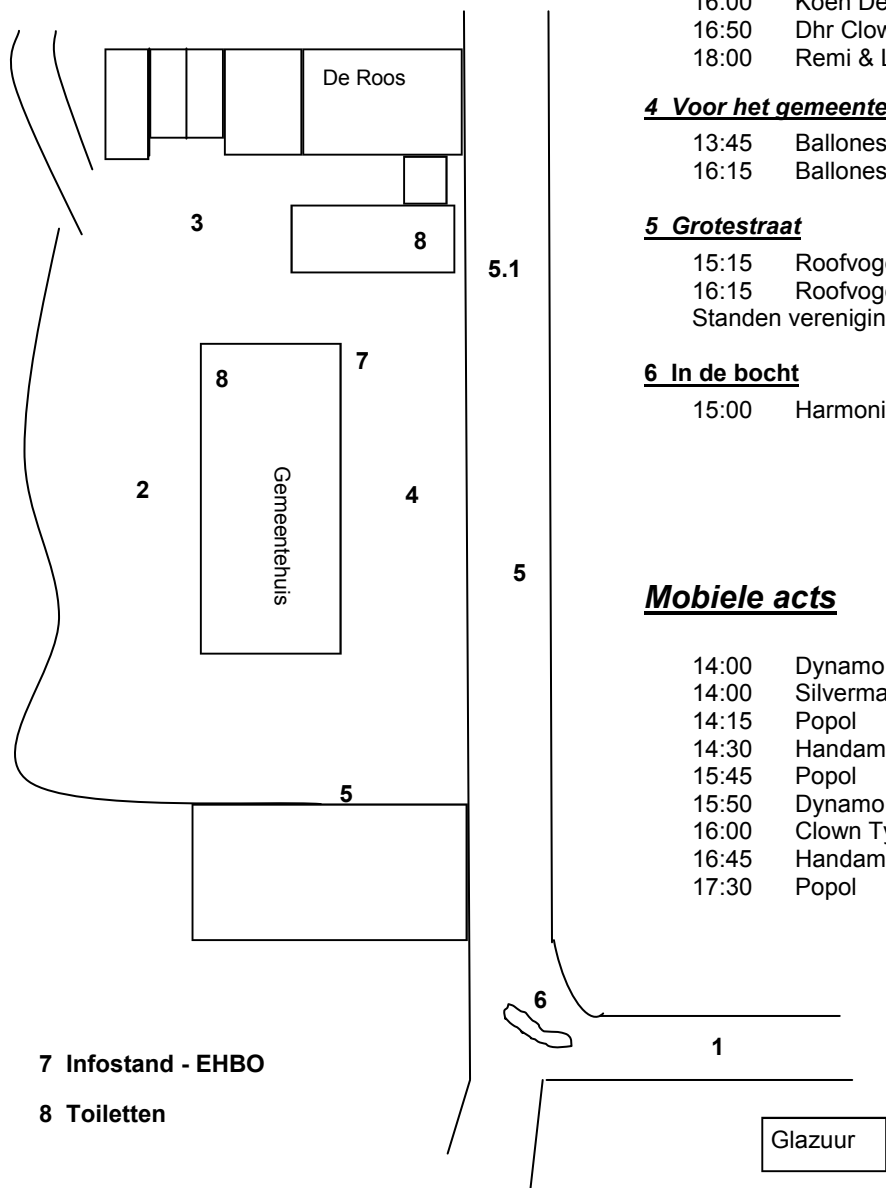 16:00 Koen De
16:50 Dhr Clow
18:00 Remi & L
4 Voor het gemeente
13:45 Ballones
16:15 Ballones
5 Grotestraat
15:15 Roofvoge
16:15 Roofvoge
Standen verenigin
6 In de bocht
15:00 Harmoni
Mobiele acts
14:00 Dynamo
14:00 Silverma
14:15 Popol
14:30 Handam
15:45 Popol
15:50 Dynamo
16:00 Clown Ty
16:45 Handam
17:30 Popol
De Roos
3
8
5.1
7
8
2
Gemeentehuis
4
5
5
6
1
7 Infostand - EHBO
8 Toiletten
Glazuur